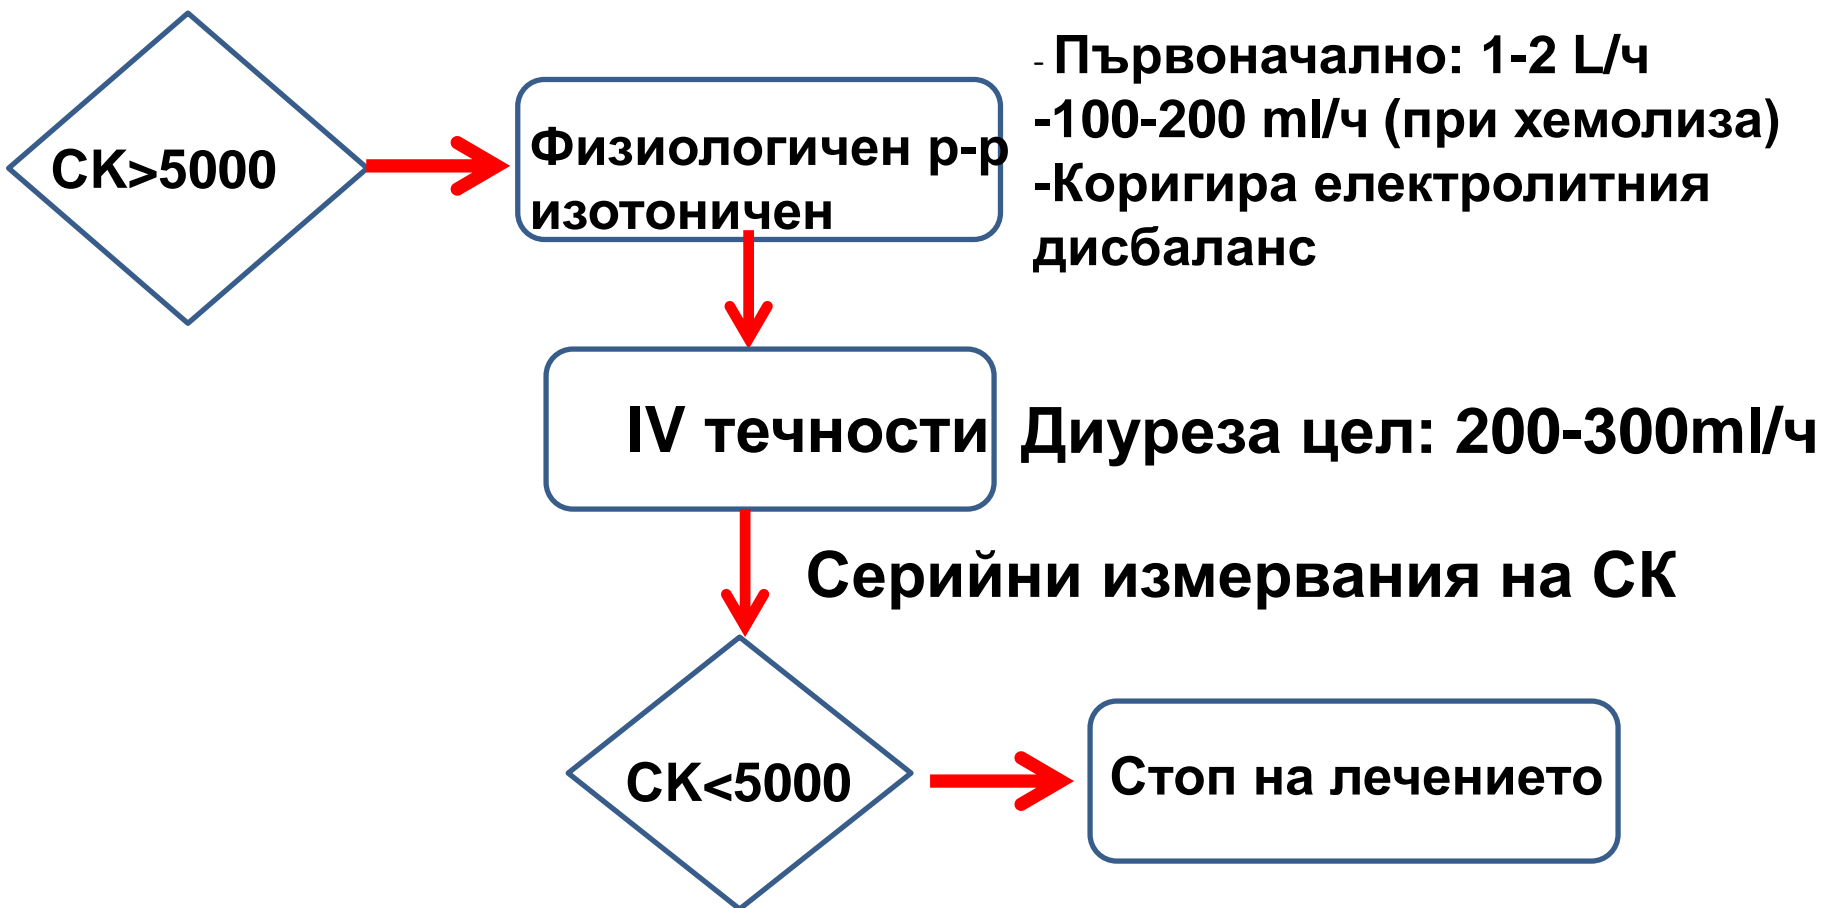 CK>5000
Физиологичен р-р
изотоничен
- Първоначално: 1-2 L/ч
-100-200 ml/ч (при хемолиза)
-Коригира електролитния
дисбаланс
IV течности
Диуреза цел: 200-300ml/ч
Серийни измервания на СК
CK<5000
Стоп на лечението